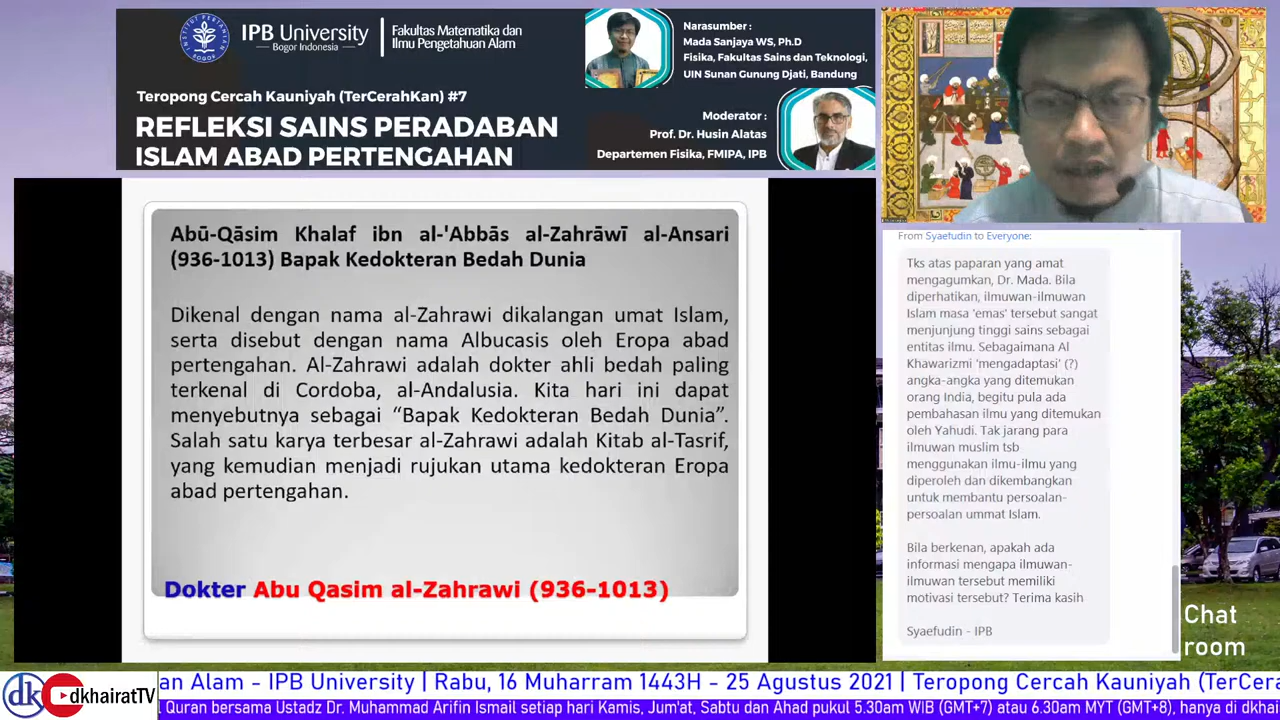 IPB University
Bogor Indonesia
Fakultas Matematika dan
Ilmu Pengetahuan Alam
Teropong Cercah Kauniyah (TerCerahKan) #7
REFLEKSI SAINS PERADABAN
ISLAM ABAD PERTENGAHAN
Narasumber :
Mada Sanjaya WS, Ph.D
Fisika, Fakultas Sains dan Teknologi,
UIN Sunan Gunung Djati, Bandung
Moderator :
Prof. Dr. Husin Alatas
Departemen Fisika, FMIPA, IPB
Abū-Qāsim Khalaf ibn al-'Abbās al-Zahrāwī al-Ansari
(936-1013) Bapak Kedokteran Bedah Dunia
Dikenal dengan nama al-Zahrawi dikalangan umat Islam,
serta disebut dengan nama Albucasis oleh Eropa abad
pertengahan. Al-Zahrawi adalah dokter ahli bedah paling
terkenal di Cordoba, al-Andalusia. Kita hari ini dapat
menyebutnya sebagai “Bapak Kedokteran Bedah Dunia”.
Salah satu karya terbesar al-Zahrawi adalah Kitab al-Tasrif,
yang kemudian menjadi rujukan utama kedokteran Eropa
abad pertengahan.
Dokter Abu Qasim al-Zahrawi (936-1013)
From Syaefudin to Everyone:
Tks atas paparan yang amat
mengagumkan, Dr. Mada. Bila
diperhatikan, ilmuwan-ilmuwan
Islam masa 'emas' tersebut sangat
menjunjung tinggi sains sebagai
entitas ilmu. Sebagaimana Al
Khawarizmi 'mengadaptasi' (?)
angka-angka yang ditemukan
orang India, begitu pula ada
pembahasan ilmu yang ditemukan
oleh Yahudi. Tak jarang para
ilmuwan muslim tsb
menggunakan ilmu-ilmu yang
diperoleh dan dikembangkan
untuk membantu persoalan-
persoalan ummat Islam.
Bila berkenan, apakah ada
informasi mengapa ilmuwan-
ilmuwan tersebut memiliki
motivasi tersebut? Terima kasih
Syaefudin - IPB
Chat
room
dk dkhairatTV
an Alam - IPB University | Rabu, 16 Muharram 1443H - 25 Agustus 2021 | Teropong Cercah Kauniyah (TerCera
l Quran bersama Ustadz Dr. Muhammad Arifin Ismail setiap hari Kamis, Jum'at, Sabtu dan Ahad pukul 5.30am WIB (GMT+7) atau 6.30am MYT (GMT+8), hanya di dkhai